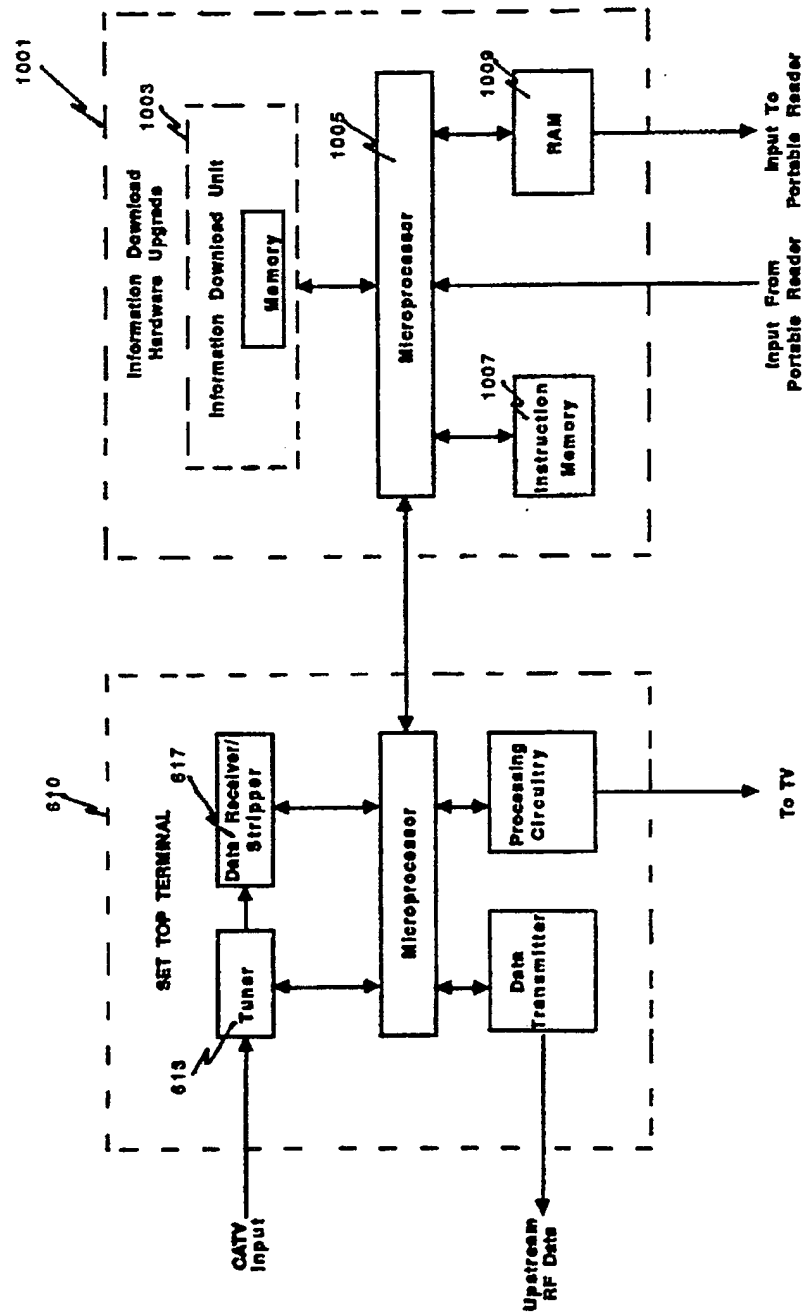 610
SET TOP TERMINAL
613
Tuner
617
Data Receiver/
Stripper
CATV
Input
Microprocessor
Data
Transmitter
Processing
Circuitry
Upstream
RF Data
To TV
1001
Information Download
Hardware Upgrade
1003
Information Download Unit
Memory
1005
Microprocessor
1007
Instruction
Memory
1009
RAM
Input From
Portable Reader
Input To
Portable Reader